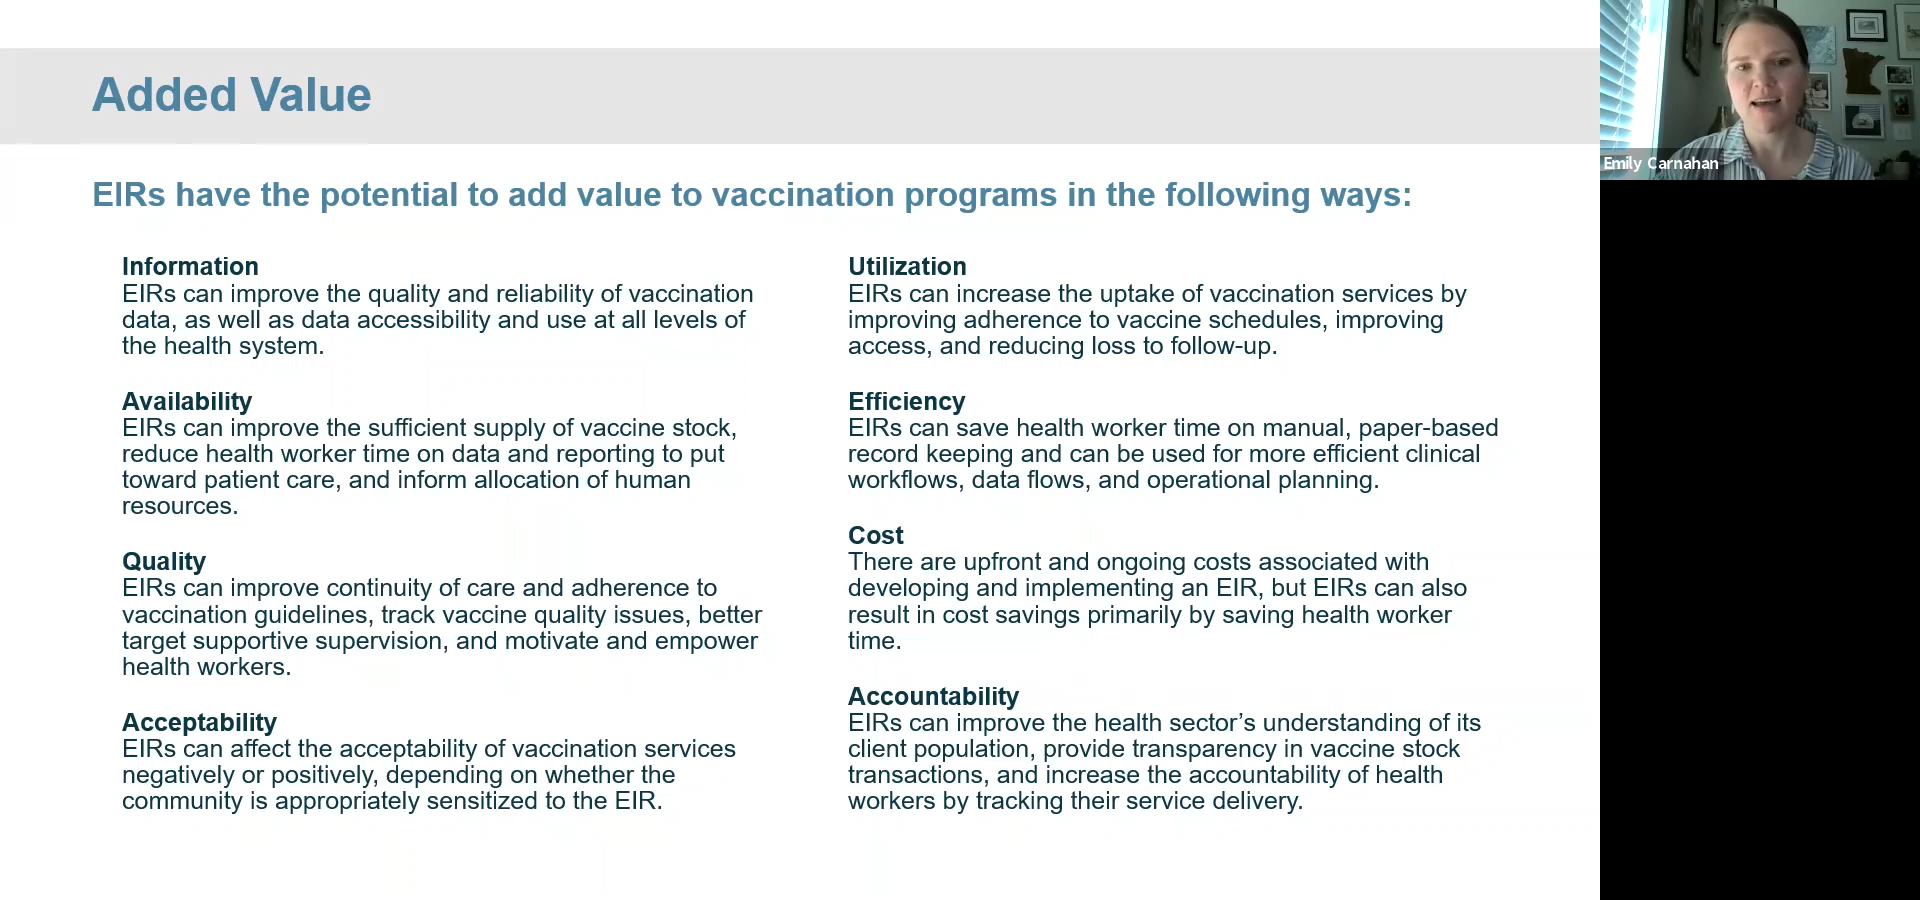 Added Value
EIRs have the potential to add value to vaccination programs in the following ways:
Information
EIRs can improve the quality and reliability of vaccination
data, as well as data accessibility and use at all levels of
the health system.
Availability
EIRs can improve the sufficient supply of vaccine stock,
reduce health worker time on data and reporting to put
toward patient care, and inform allocation of human
resources.
Quality
EIRs can improve continuity of care and adherence to
vaccination guidelines, track vaccine quality issues, better
target supportive supervision, and motivate and empower
health workers.
Acceptability
EIRs can affect the acceptability of vaccination services
negatively or positively, depending on whether the
community is appropriately sensitized to the EIR.
Utilization
EIRs can increase the uptake of vaccination services by
improving adherence to vaccine schedules, improving
access, and reducing loss to follow-up.
Efficiency
EIRs can save health worker time on manual, paper-based
record keeping and can be used for more efficient clinical
workflows, data flows, and operational planning.
Cost
There are upfront and ongoing costs associated with
developing and implementing an EIR, but EIRs can also
result in cost savings primarily by saving health worker
time.
Accountability
EIRs can improve the health sector’s understanding of its
client population, provide transparency in vaccine stock
transactions, and increase the accountability of health
workers by tracking their service delivery.
Emily Carnahan